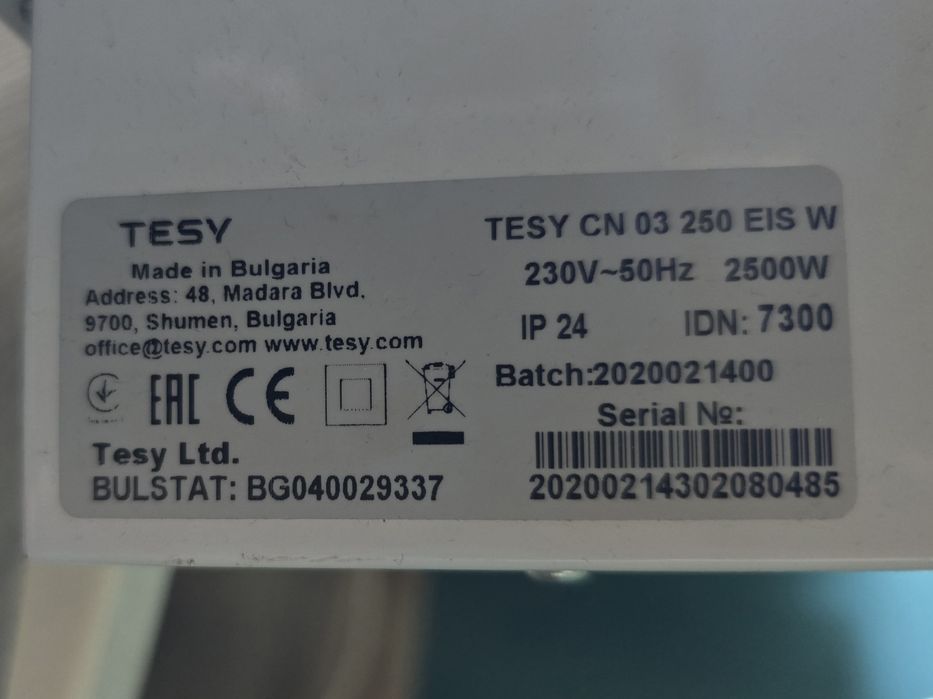 TESY
Made in Bulgaria
Address: 48, Madara Blvd,
9700, Shumen, Bulgaria
office@tesy.com www.tesy.com
EAC CE
Tesy Ltd.
BULSTAT: BG040029337
TESY CN 03 250 EIS W
230V~50Hz 2500W
IP 24 IDN: 7300
Batch:2020021400
Serial №:
20200214302080485